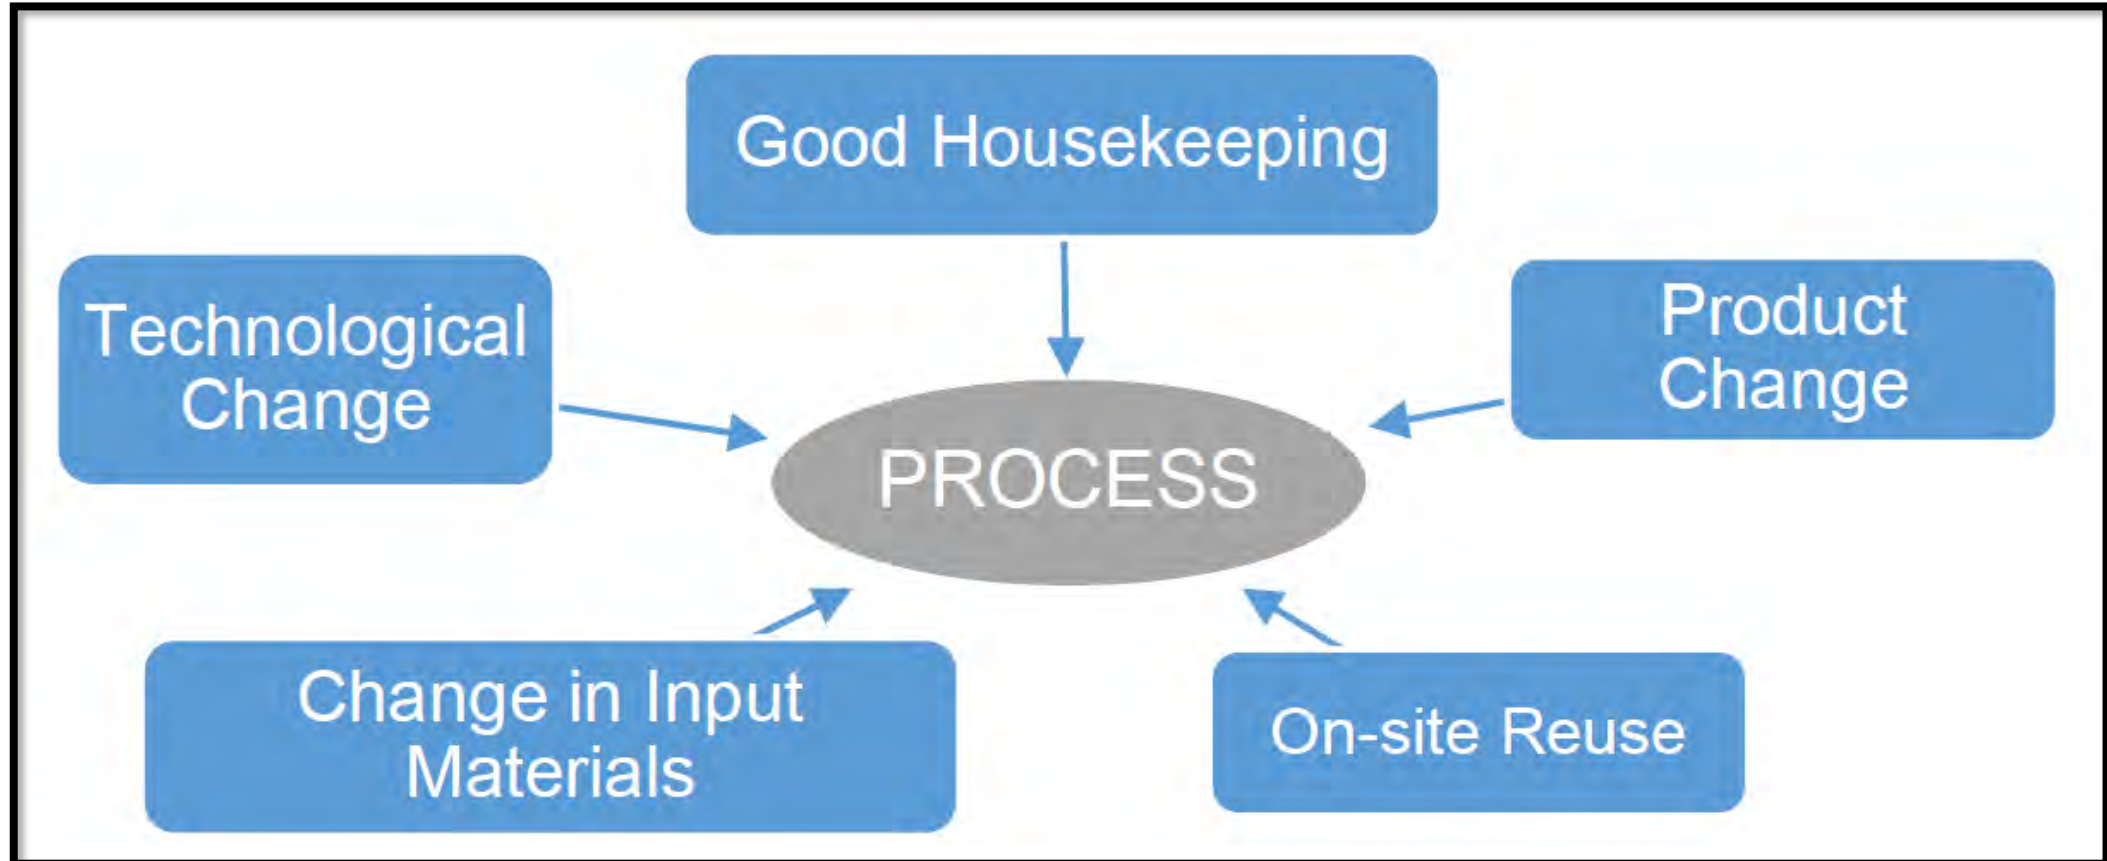 Good Housekeeping
Technological
Change
Product
Change
PROCESS
Change in Input
Materials
On-site Reuse